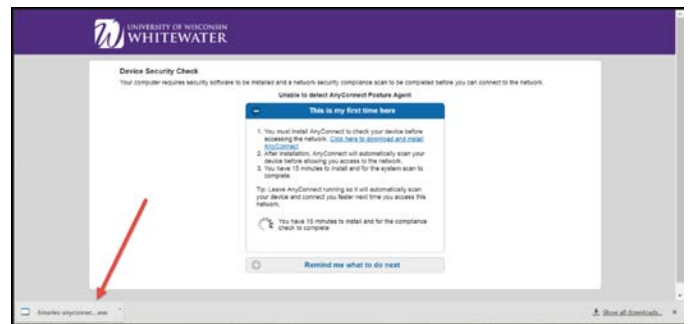 UNIVERSITY OF WISCONSIN
WHITEWATER
Device Security Check
Your computer requires security software to be installed and a network security compliance scan to be completed before you can connect to the network.
Unable to detect AnyConnect Posture Agent
This is my first time here
1. You must install AnyConnect to check your device before
accessing the network. Click here to download and install
AnyConnect
2. After installation, AnyConnect will automatically scan your
device before allowing you access to the network.
3. You have 15 minutes to install and for the system scan to
complete.
Tip: Leave AnyConnect running so it will automatically scan
your device and connect you faster next time you access this
network.
You have 15 minutes to install and for the compliance
check to complete
Remind me what to do next
-binaries-anyconnec....exe
Show all downloads...